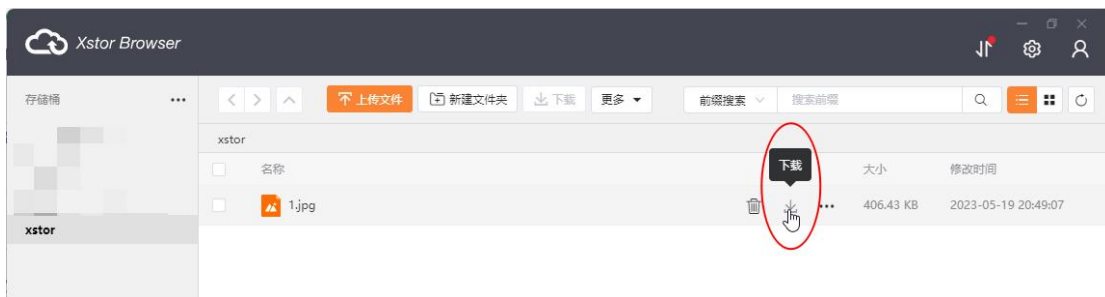 Xstor Browser
存储桶
上传文件 新建文件夹 下载 更多 前缀搜索 搜索前缀
xstor
名称 下载 大小 修改时间
1.jpg 406.43 KB 2023-05-19 20:49:07
xstor